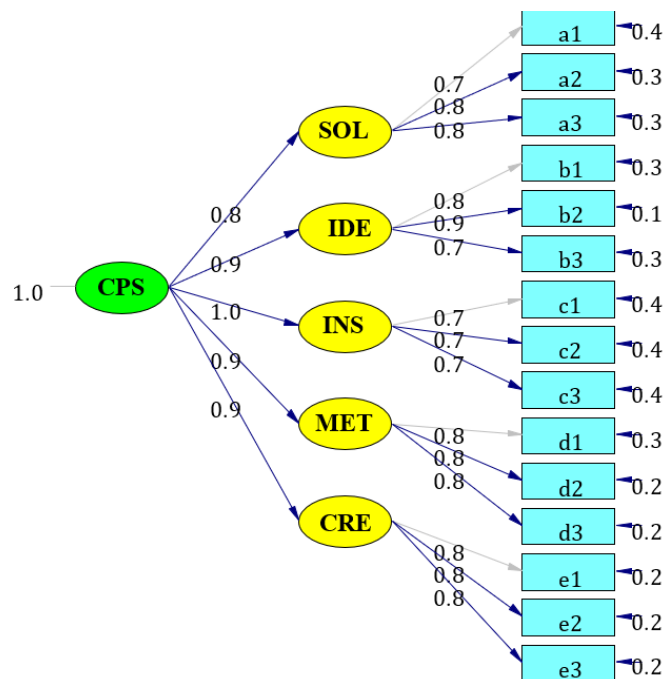 a1 0.4
a2 0.3
0.7
0.8
SOL
0.8
a3 0.3
b1 0.3
0.8
0.8
IDE
0.9
b2 0.1
0.7
b3 0.3
0.9
CPS
1.0
1.0
c1 0.4
INS
0.7
0.7
c2 0.4
0.7
c3 0.4
0.9
0.9
MET
d1 0.3
0.8
0.8
0.8
d2 0.2
CRE
d3 0.2
0.8
0.8
0.8
e1 0.2
e2 0.2
e3 0.2